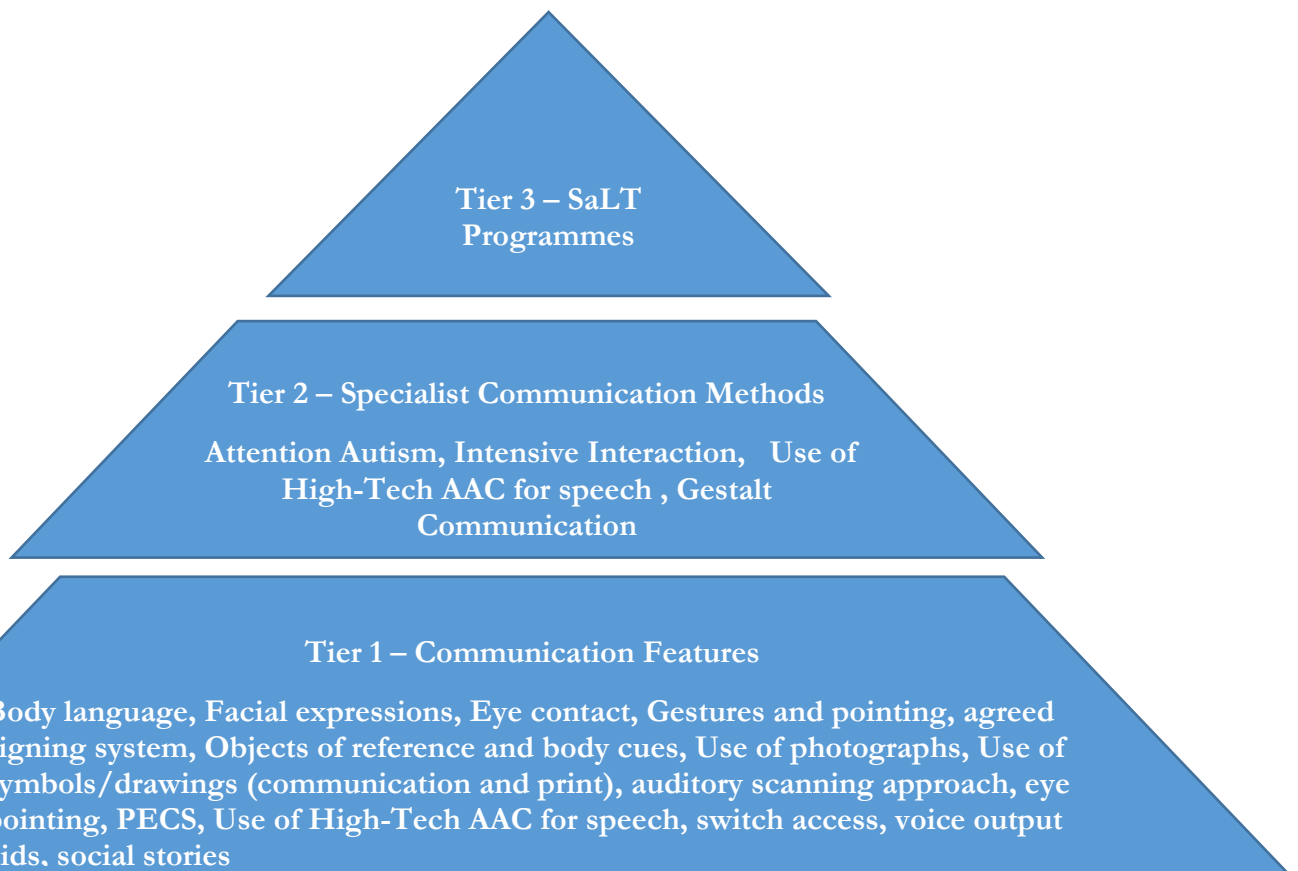 Tier 3 – SaLT
Programmes
Tier 2 – Specialist Communication Methods
Attention Autism, Intensive Interaction, Use of
High-Tech AAC for speech , Gestalt
Communication
Tier 1 – Communication Features
Body language, Facial expressions, Eye contact, Gestures and pointing, agreed
igning system, Objects of reference and body cues, Use of photographs, Use of
ymbols/drawings (communication and print), auditory scanning approach, eye
pointing, PECS, Use of High-Tech AAC for speech, switch access, voice output
ids, social stories